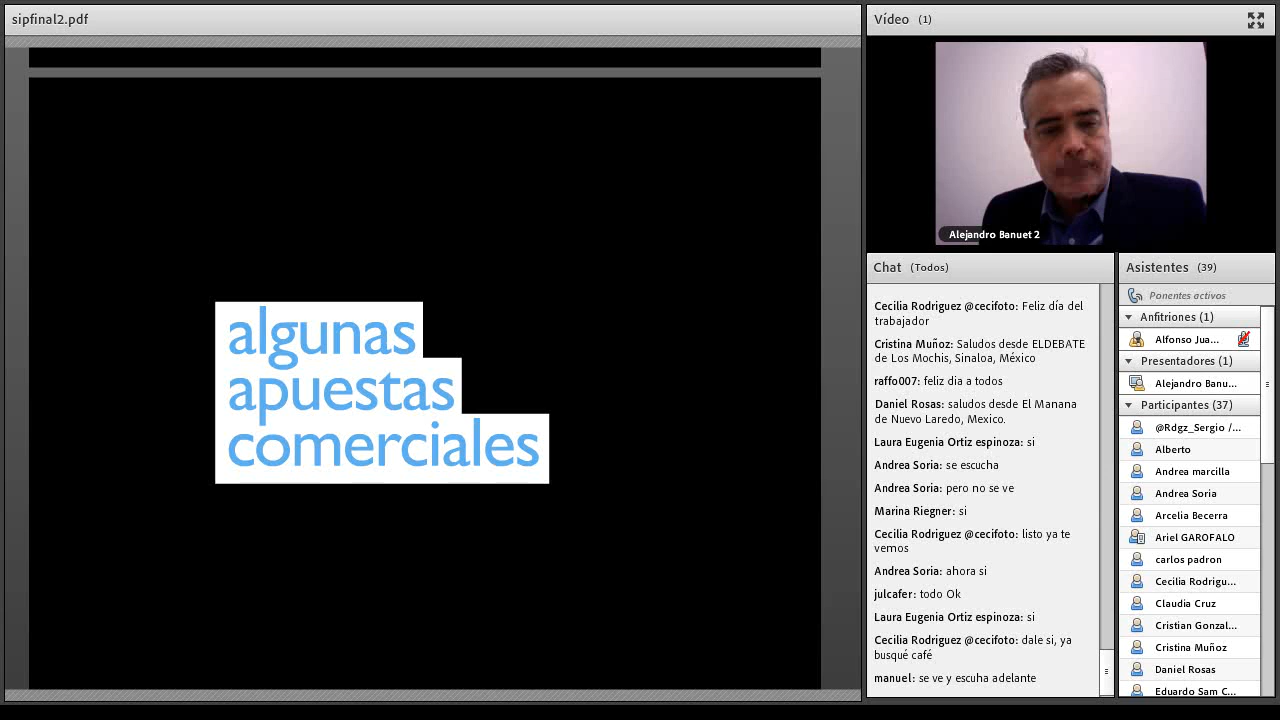 sipfinal2.pdf
algunas
apuestas
comerciales
Vídeo (1)
Alejandro Banuet 2
Chat (Todos)
Cecilia Rodriguez @cecifoto: Feliz día del
trabajador
Cristina Muñoz: Saludos desde ELDEBATE
de Los Mochis, Sinaloa, México
raffo007: feliz dia a todos
Daniel Rosas: saludos desde El Manana
de Nuevo Laredo, Mexico.
Laura Eugenia Ortiz espinoza: si
Andrea Soria: se escucha
Andrea Soria: pero no se ve
Marina Riegner: si
Cecilia Rodriguez @cecifoto: listo ya te
vemos
Andrea Soria: ahora si
julcafer: todo Ok
Laura Eugenia Ortiz espinoza: si
Cecilia Rodriguez @cecifoto: dale si, ya
busqué café
manuel: se ve y escuha adelante
Asistentes (39)
Ponentes activos
Anfitriones (1)
Alfonso Jua...
Presentadores (1)
Alejandro Banu...
Participantes (37)
@Rdgz_Sergio /...
Alberto
Andrea marcilla
Andrea Soria
Arcelia Becerra
Ariel GAROFALO
carlos padron
Cecilia Rodrigu...
Claudia Cruz
Cristian Gonzal...
Cristina Muñoz
Daniel Rosas
Eduardo Sam C...